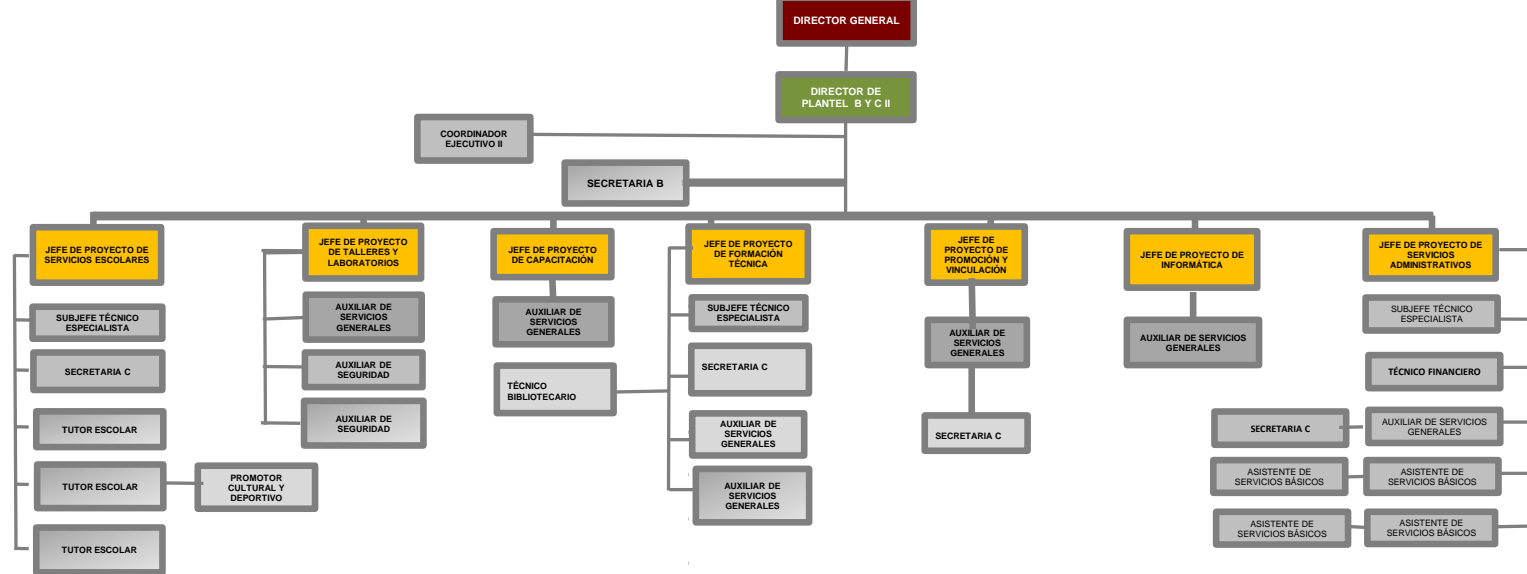 DIRECTOR GENERAL
DIRECTOR DE
PLANTEL B Y C II
COORDINADOR
EJECUTIVO II
SECRETARIA B
JEFE DE PROYECTO DE
SERVICIOS ESCOLARES
SUBJEFE TÉCNICO
ESPECIALISTA
SECRETARIA C
TUTOR ESCOLAR
TUTOR ESCOLAR
PROMOTOR
CULTURAL Y
DEPORTIVO
TUTOR ESCOLAR
JEFE DE PROYECTO
DE TALLERES Y
LABORATORIOS
AUXILIAR DE
SERVICIOS
GENERALES
AUXILIAR DE
SEGURIDAD
AUXILIAR DE
SEGURIDAD
JEFE DE PROYECTO
DE CAPACITACIÓN
AUXILIAR DE
SERVICIOS
GENERALES
TÉCNICO
BIBLIOTECARIO
JEFE DE PROYECTO
DE FORMACIÓN
TÉCNICA
SUBJEFE TÉCNICO
ESPECIALISTA
SECRETARIA C
AUXILIAR DE
SERVICIOS
GENERALES
AUXILIAR DE
SERVICIOS
GENERALES
JEFE DE
PROYECTO DE
PROMOCIÓN Y
VINCULACIÓN
AUXILIAR DE
SERVICIOS
GENERALES
SECRETARIA C
JEFE DE PROYECTO DE
INFORMÁTICA
AUXILIAR DE SERVICIOS
GENERALES
JEFE DE PROYECTO DE
SERVICIOS
ADMINISTRATIVOS
SUBJEFE TÉCNICO
ESPECIALISTA
TÉCNICO FINANCIERO
SECRETARIA C
AUXILIAR DE SERVICIOS
GENERALES
ASISTENTE DE
SERVICIOS BÁSICOS
ASISTENTE DE
SERVICIOS BÁSICOS
ASISTENTE DE
SERVICIOS BÁSICOS
ASISTENTE DE
SERVICIOS BÁSICOS